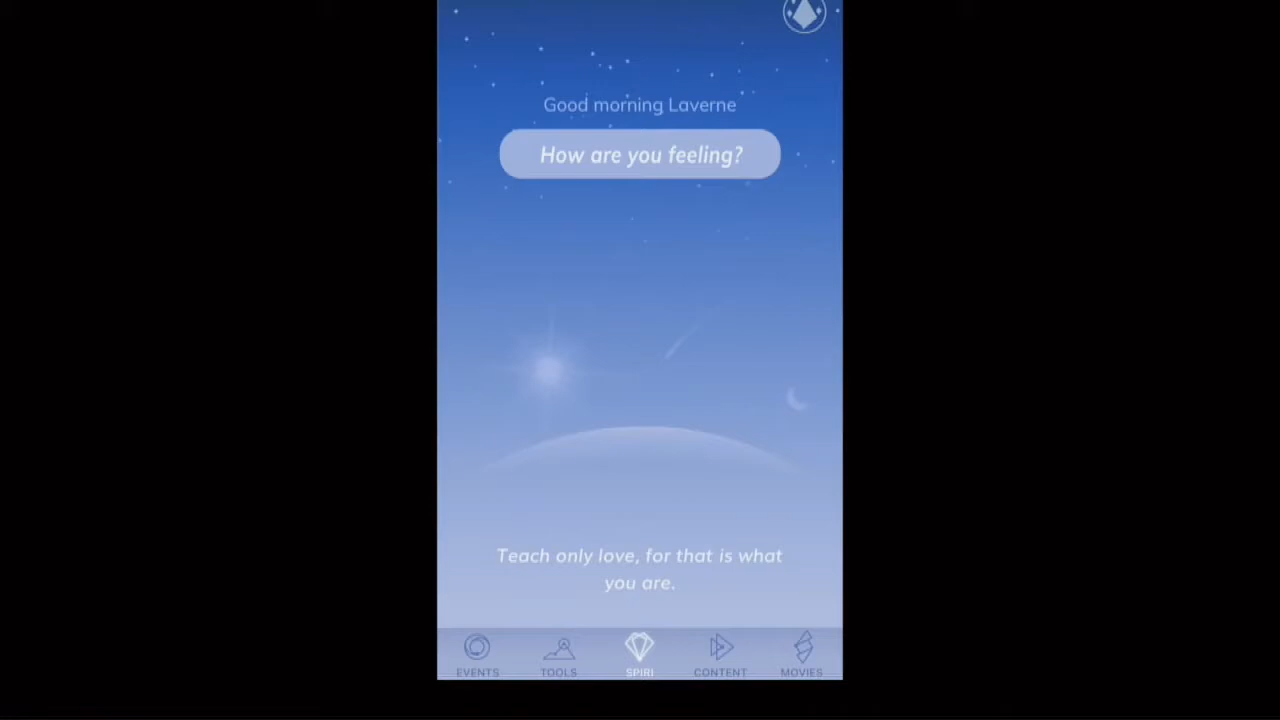 Good morning Laverne
How are you feeling?
Teach only love, for that is what
you are.
EVENTS TOOLS SPIRI CONTENT MOVIES